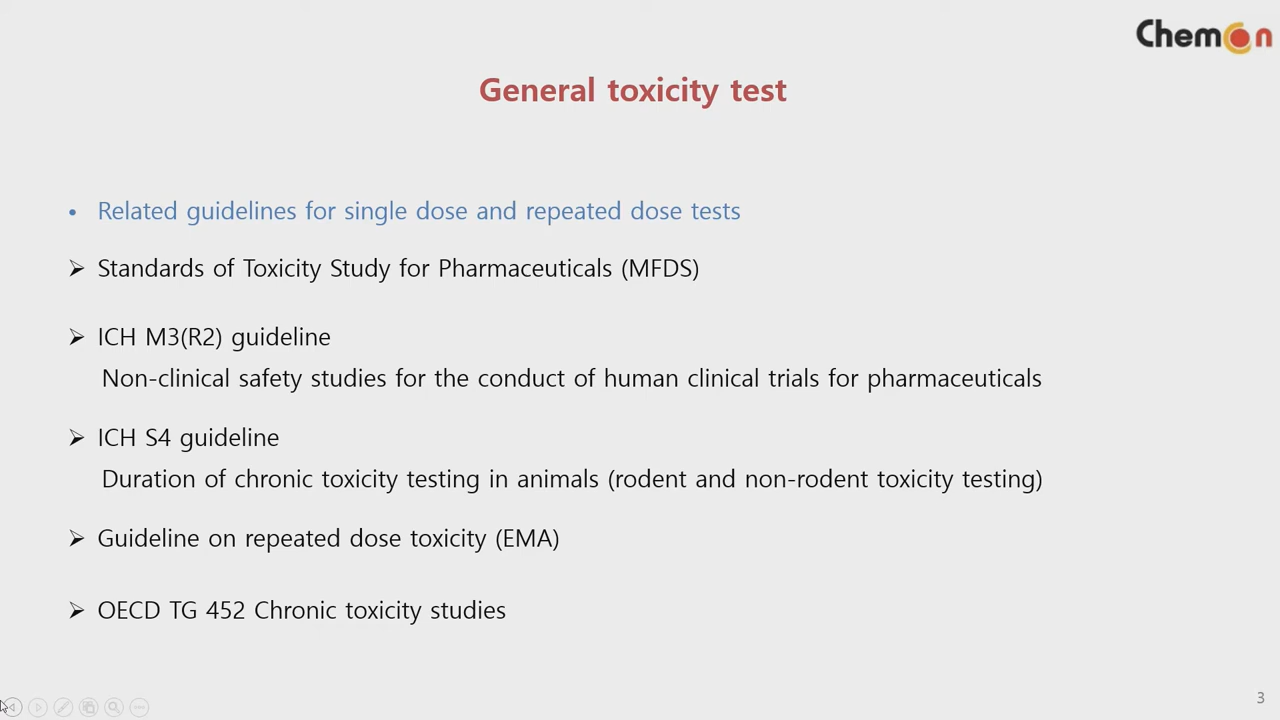 ChemOn
General toxicity test
• Related guidelines for single dose and repeated dose tests
➢ Standards of Toxicity Study for Pharmaceuticals (MFDS)
➢ ICH M3(R2) guideline
Non-clinical safety studies for the conduct of human clinical trials for pharmaceuticals
➢ ICH S4 guideline
Duration of chronic toxicity testing in animals (rodent and non-rodent toxicity testing)
➢ Guideline on repeated dose toxicity (EMA)
➢ OECD TG 452 Chronic toxicity studies
3